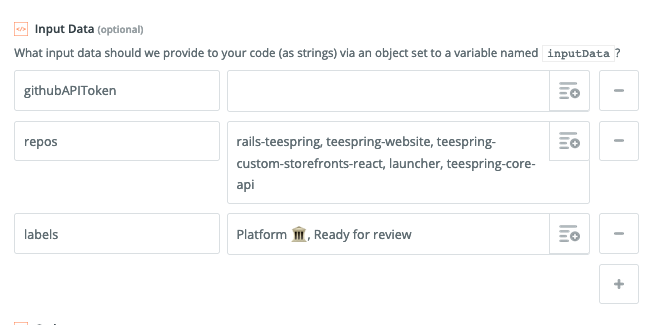 Input Data (optional)
What input data should we provide to your code (as strings) via an object set to a variable named inputData ?
githubAPIToken
repos
rails-teespring, teespring-website, teespring-
custom-storefronts-react, launcher, teespring-core-
api
labels
Platform 🏛, Ready for review